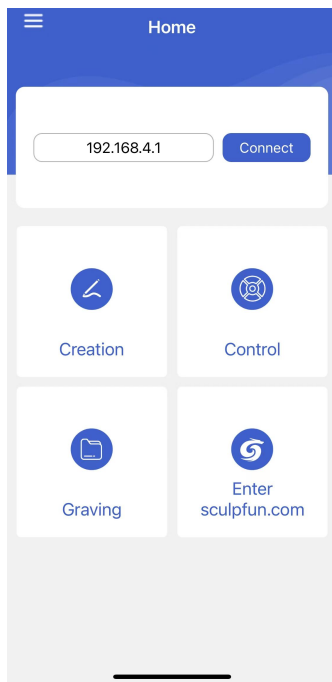 Home
192.168.4.1
Connect
Creation
Control
Graving
Enter
sculpfun.com